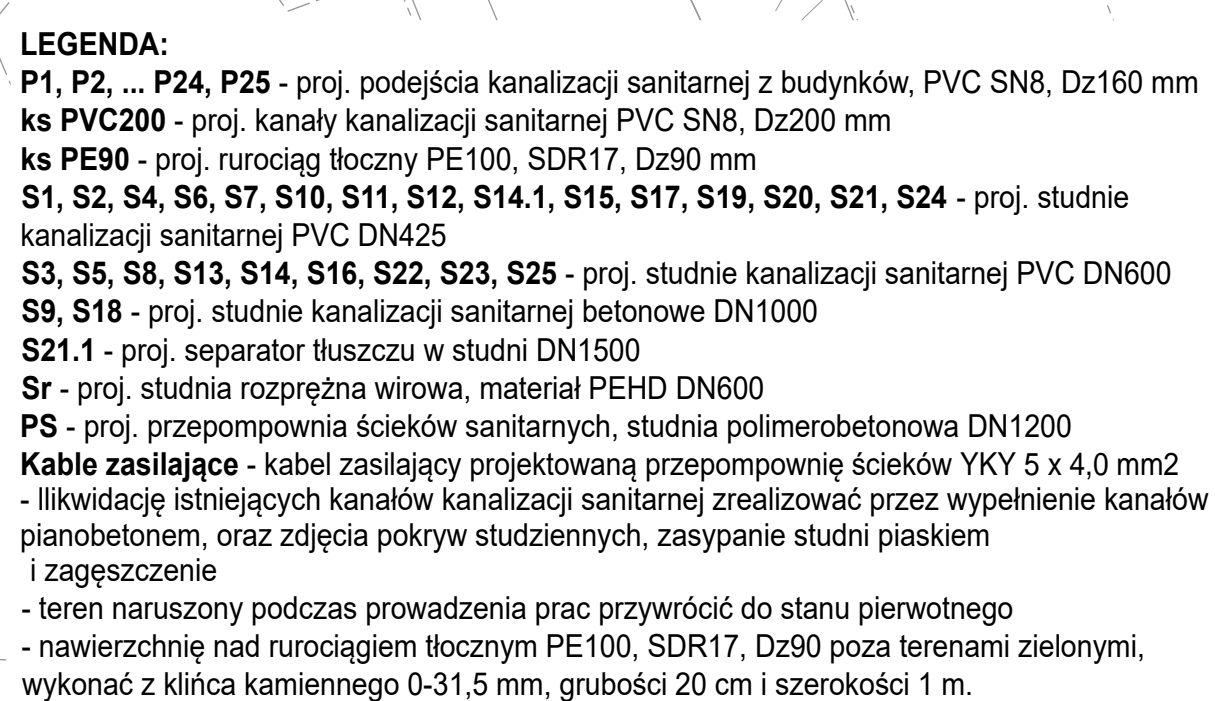 LEGENDA:
P1, P2, ... P24, P25 - proj. podejścia kanalizacji sanitarnej z budynków, PVC SN8, Dz160 mm
ks PVC200 - proj. kanały kanalizacji sanitarnej PVC SN8, Dz200 mm
ks PE90 - proj. rurociąg tłoczny PE100, SDR17, Dz90 mm
S1, S2, S4, S6, S7, S10, S11, S12, S14.1, S15, S17, S19, S20, S21, S24 - proj. studnie
kanalizacji sanitarnej PVC DN425
S3, S5, S8, S13, S14, S16, S22, S23, S25 - proj. studnie kanalizacji sanitarnej PVC DN600
S9, S18 - proj. studnie kanalizacji sanitarnej betonowe DN1000
S21.1 - proj. separator tłuszczu w studni DN1500
Sr - proj. studnia rozprężna wirowa, materiał PEHD DN600
PS - proj. przepompownia ścieków sanitarnych, studnia polimerobetonowa DN1200
Kable zasilające - kabel zasilający projektowaną przepompownię ścieków YKY 5 x 4,0 mm2
- llikwidację istniejących kanałów kanalizacji sanitarnej zrealizować przez wypełnienie kanałów
pianobetonem, oraz zdjęcia pokryw studziennych, zasypanie studni piaskiem
i zagęszczenie
- teren naruszony podczas prowadzenia prac przywrócić do stanu pierwotnego
- nawierzchnię nad rurociągiem tłocznym PE100, SDR17, Dz90 poza terenami zielonymi,
wykonać z klińca kamiennego 0-31,5 mm, grubości 20 cm i szerokości 1 m.